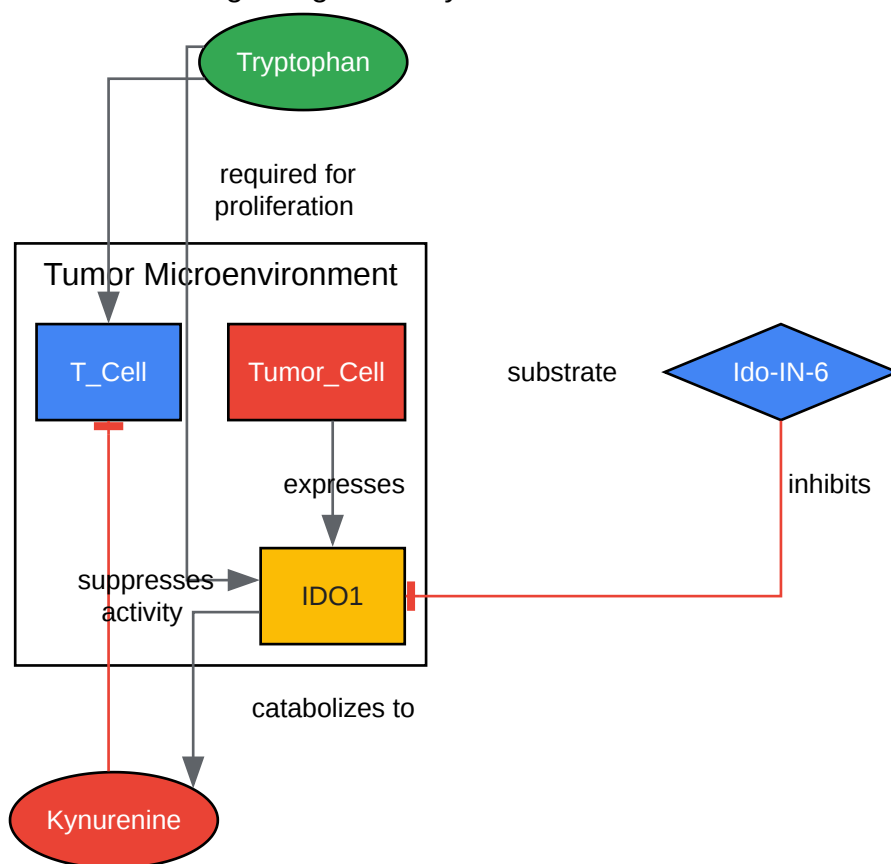 Tryptophan
required for
proliferation
Tumor Microenvironment
T_Cell
Tumor_Cell
substrate
Ido-IN-6
expresses
inhibits
suppresses
activity
IDO1
catabolizes to
Kynurenine